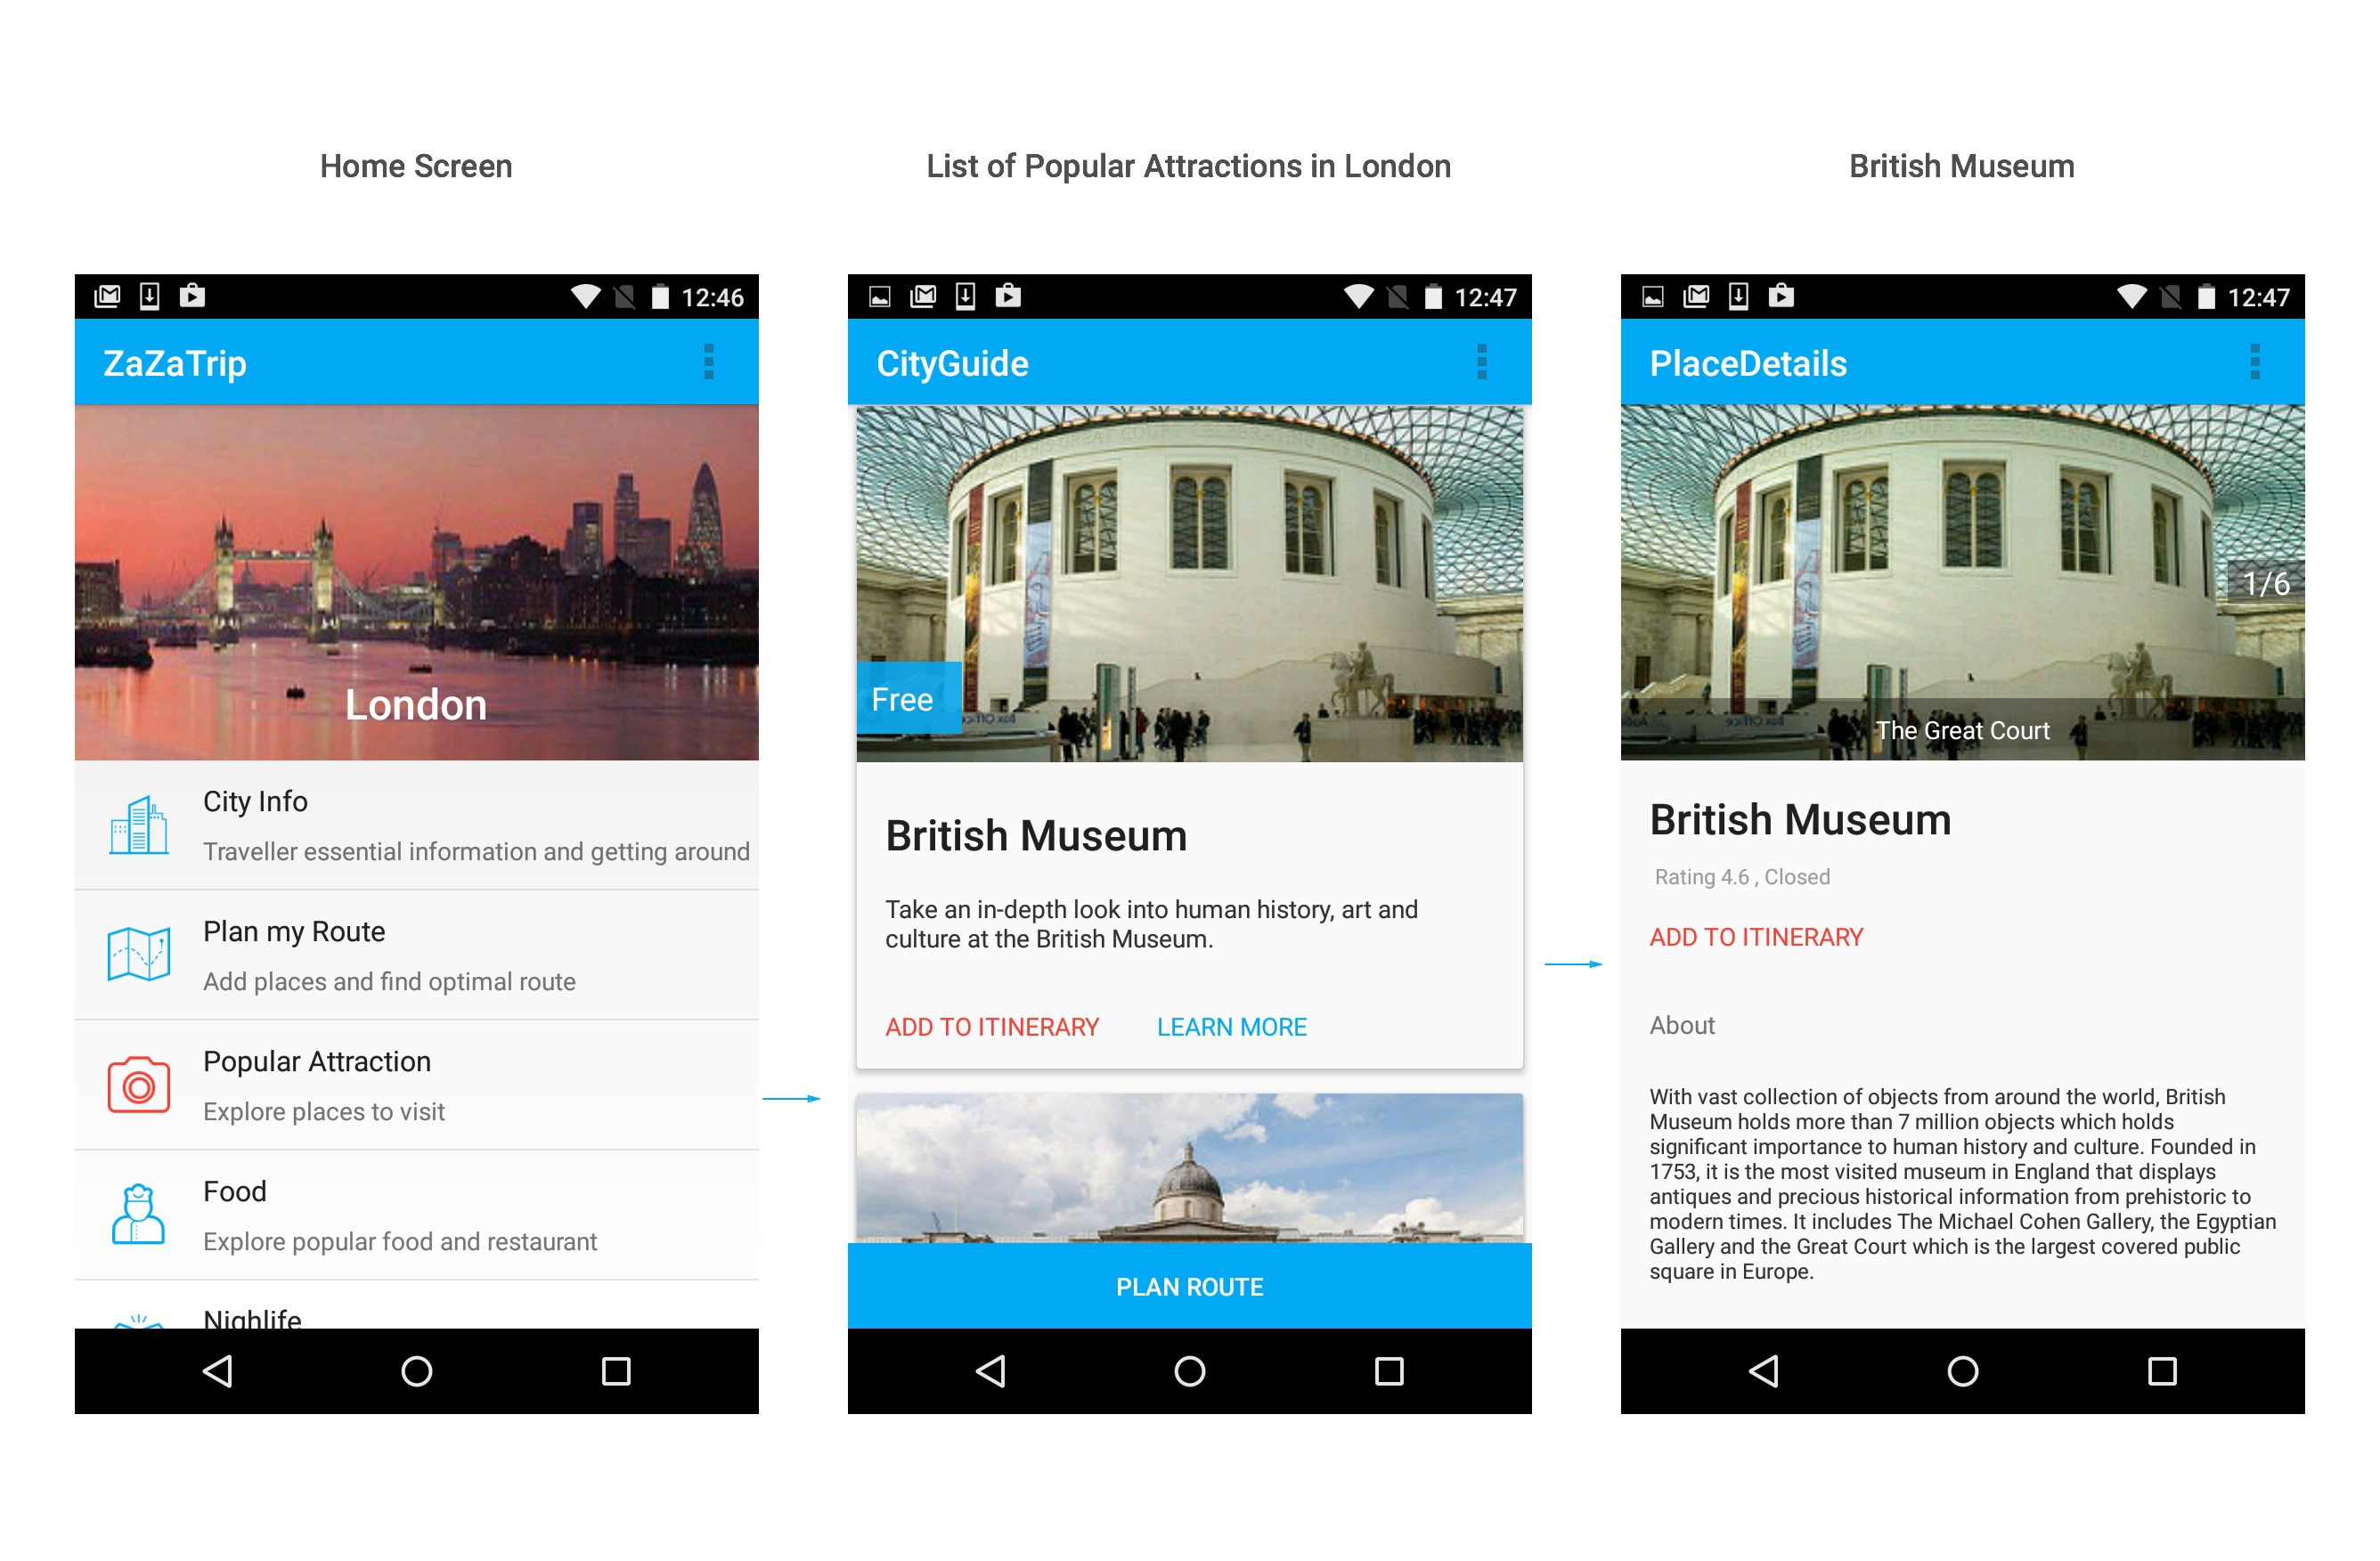 Home Screen
List of Popular Attractions in London
British Museum
12:46
ZaZaTrip
London
City Info
Traveller essential information and getting around
Plan my Route
Add places and find optimal route
Popular Attraction
Explore places to visit
Food
Explore popular food and restaurant
Nighlife
12:47
CityGuide
Free
Box Office
British Museum
Take an in-depth look into human history, art and
culture at the British Museum.
ADD TO ITINERARY LEARN MORE
PLAN ROUTE
12:47
PlaceDetails
1/6
Box Office
The Great Court
British Museum
Rating 4.6 , Closed
ADD TO ITINERARY
About
With vast collection of objects from around the world, British
Museum holds more than 7 million objects which holds
significant importance to human history and culture. Founded in
1753, it is the most visited museum in England that displays
antiques and precious historical information from prehistoric to
modern times. It includes The Michael Cohen Gallery, the Egyptian
Gallery and the Great Court which is the largest covered public
square in Europe.